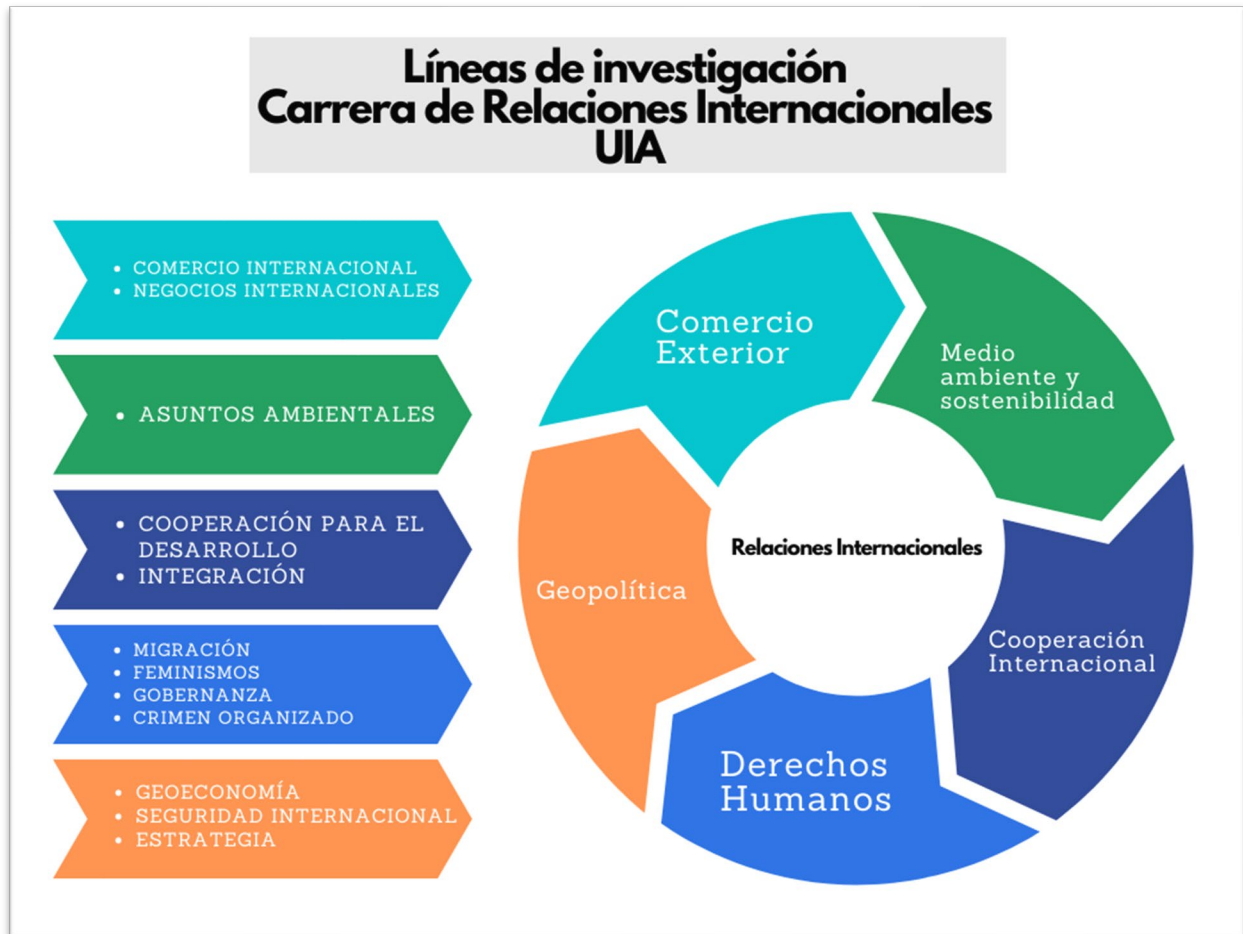 Líneas de investigación
Carrera de Relaciones Internacionales
UIA
• COMERCIO INTERNACIONAL
• NEGOCIOS INTERNACIONALES
• ASUNTOS AMBIENTALES
• COOPERACIÓN PARA EL
DESARROLLO
• INTEGRACIÓN
• MIGRACIÓN
• FEMINISMOS
• GOBERNANZA
• CRIMEN ORGANIZADO
• GEOECONOMÍA
• SEGURIDAD INTERNACIONAL
• ESTRATEGIA
Comercio
Exterior
Medio
ambiente y
sostenibilidad
Cooperación
Internacional
Derechos
Humanos
Geopolítica
Relaciones Internacionales